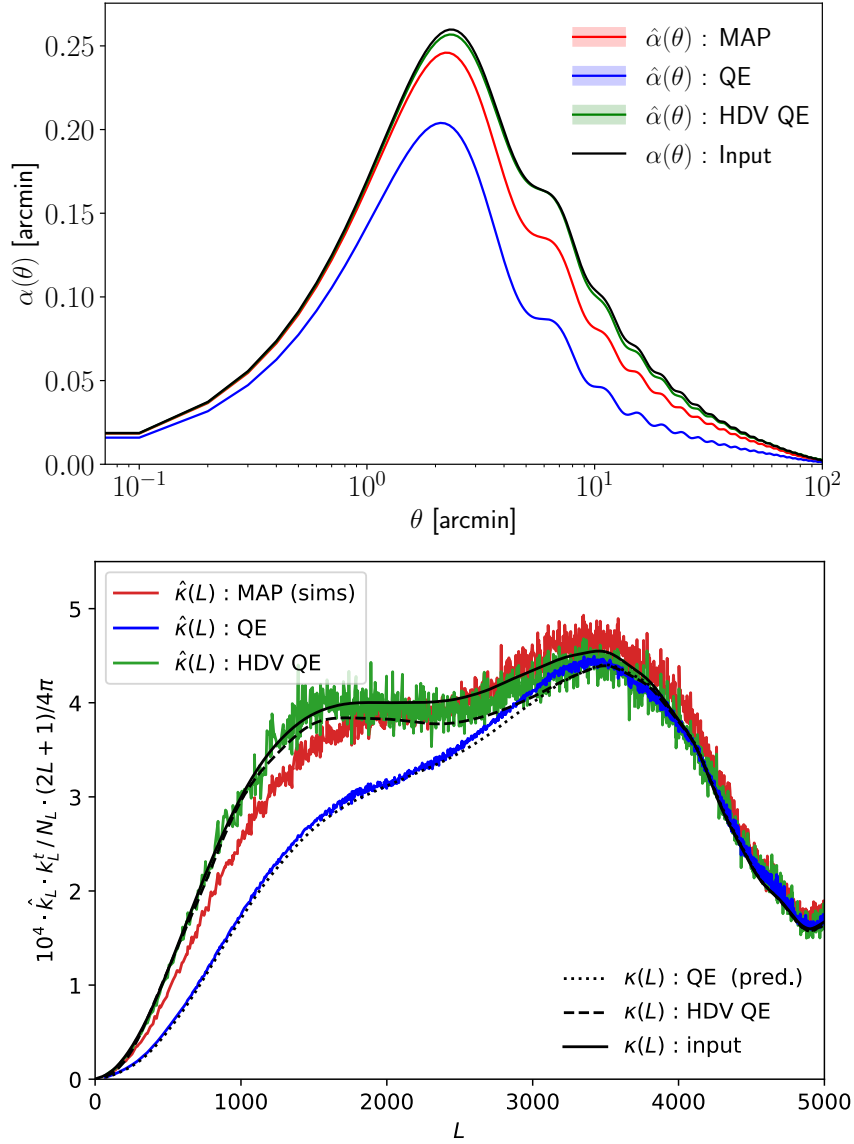 0.25
0.20
0.15
0.10
0.05
0.00
α(θ) [arcmin]
α̂(θ) : MAP
α̂(θ) : QE
α̂(θ) : HDV QE
α(θ) : Input
10⁻¹ 10⁰ 10¹ 10²
θ [arcmin]
5
4
3
2
1
0
10⁴ · k̂_L · k_L^t / N_L · (2L + 1)/4π
κ̂(L) : MAP (sims)
κ̂(L) : QE
κ̂(L) : HDV QE
κ(L) : QE (pred.)
κ(L) : HDV QE
κ(L) : input
0 1000 2000 3000 4000 5000
L